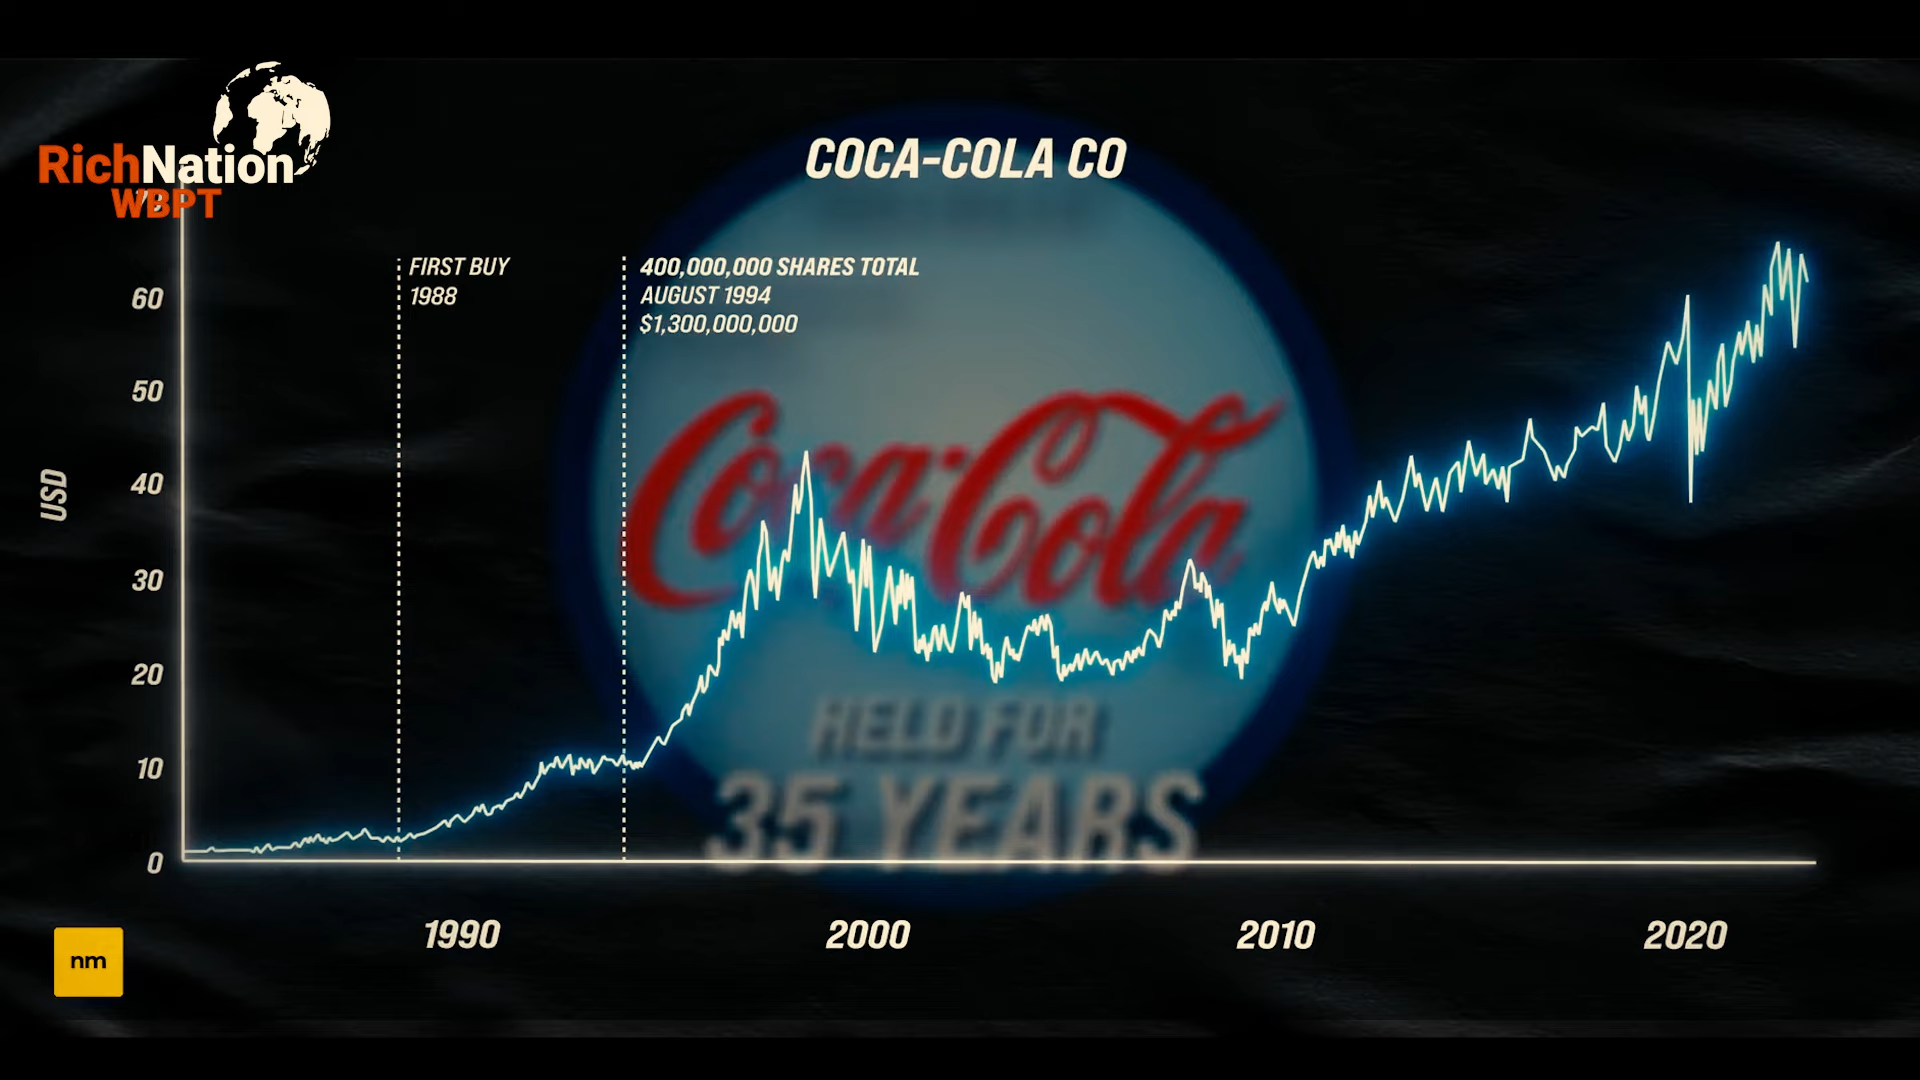 RichNation
WBPT
COCA-COLA CO
FIRST BUY
1988
400,000,000 SHARES TOTAL
AUGUST 1994
$1,300,000,000
60
50
40
30
20
10
0
USD
Coca-Cola
HELD FOR
35 YEARS
1990
2000
2010
2020
nm